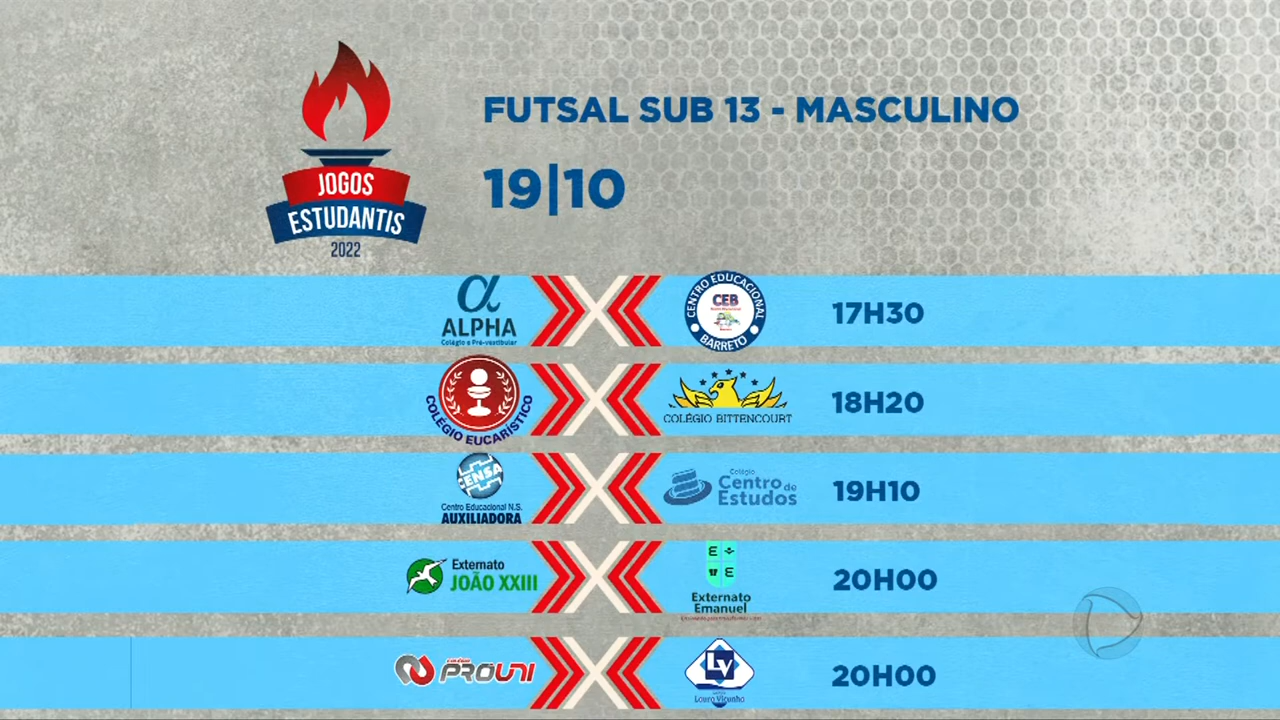 FUTSAL SUB 13 - MASCULINO
19|10
JOGOS
ESTUDANTIS
2022
α
ALPHA
Colégio e Pré-vestibular
CENTRO EDUCACIONAL
CEB
BARRETO
17H30
COLÉGIO EUCARÍSTICO
COLÉGIO BITTENCOURT
18H20
CENSA
Centro Educacional N.S.
AUXILIADORA
Colégio
Centro de
Estudos
19H10
Externato
JOÃO XXIII
Externato
Emanuel
20H00
PROUNI
LV
Laura Vicunha
20H00